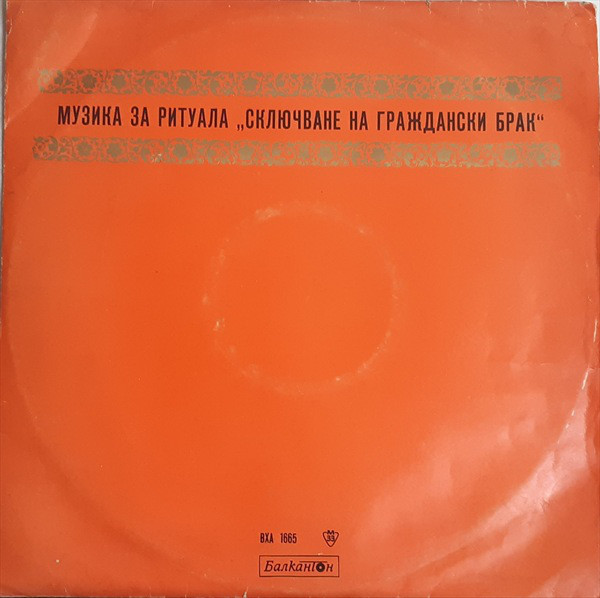 МУЗИКА ЗА РИТУАЛА „СКЛЮЧВАНЕ НА ГРАЖДАНСКИ БРАК“
ВХА 1665
М 33
Балкантон